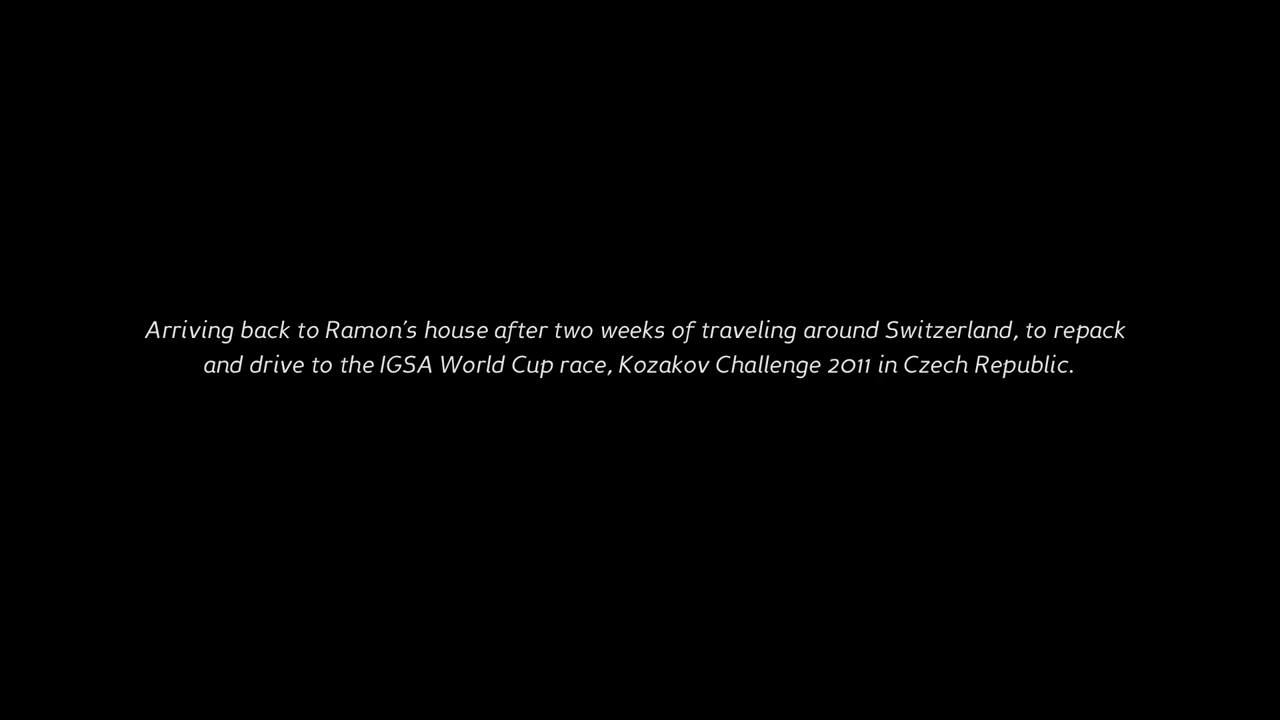 Arriving back to Ramon's house after two weeks of traveling around Switzerland, to repack
and drive to the IGSA World Cup race, Kozakov Challenge 2011 in Czech Republic.